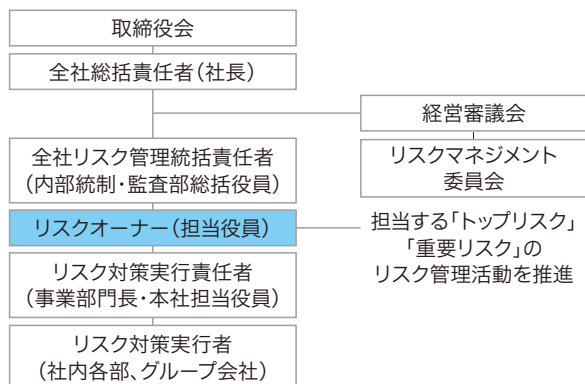 取締役会
全社総括責任者(社長)
経営審議会
リスクマネジメント
委員会
全社リスク管理統括責任者
(内部統制・監査部総括役員)
リスクオーナー(担当役員)
担当する「トップリスク」
「重要リスク」の
リスク管理活動を推進
リスク対策実行責任者
(事業部門長・本社担当役員)
リスク対策実行者
(社内各部、グループ会社)